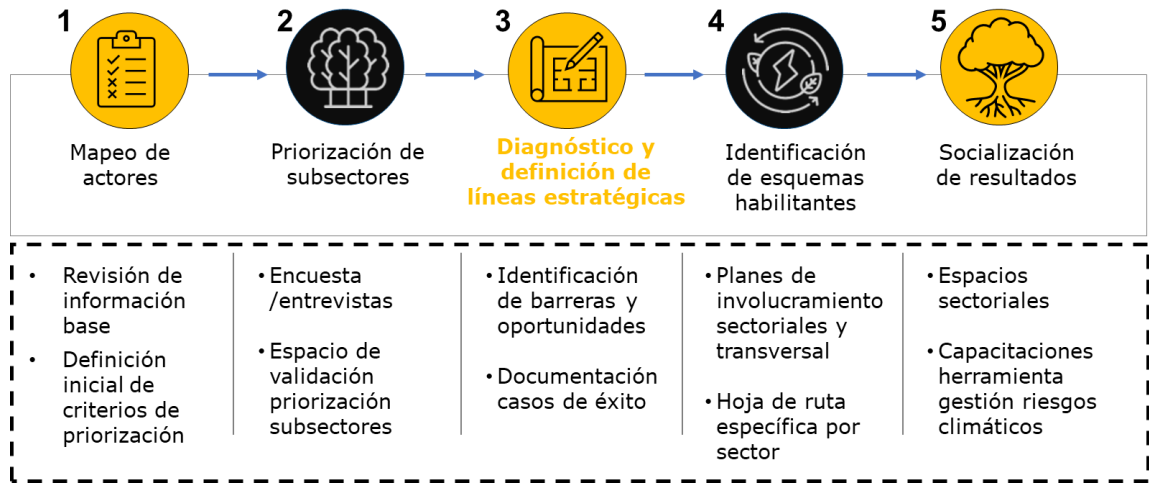 1
Mapeo de
actores
2
Priorización de
subsectores
3
Diagnóstico y
definición de
líneas estratégicas
4
Identificación
de esquemas
habilitantes
5
Socialización
de resultados
• Revisión de
información
base
• Definición
inicial de
criterios de
priorización
• Encuesta
/entrevistas
• Espacio de
validación
priorización
subsectores
• Identificación
de barreras y
oportunidades
• Documentación
casos de éxito
• Planes de
involucramiento
sectoriales y
transversal
• Hoja de ruta
específica por
sector
• Espacios
sectoriales
• Capacitaciones
herramienta
gestión riesgos
climáticos